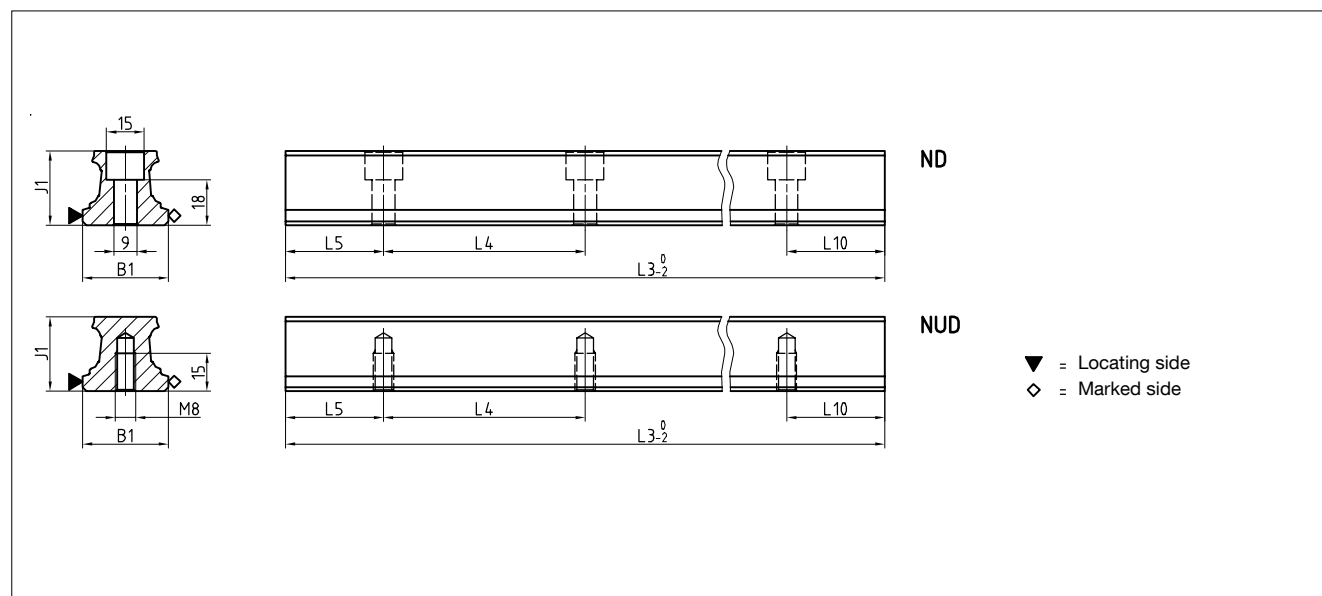 15
J1
18
9
B1
L5
L4
L10
L3-2 0
ND
J1
15
M8
B1
L5
L4
L10
L3-2 0
NUD
▼ = Locating side
◇ = Marked side